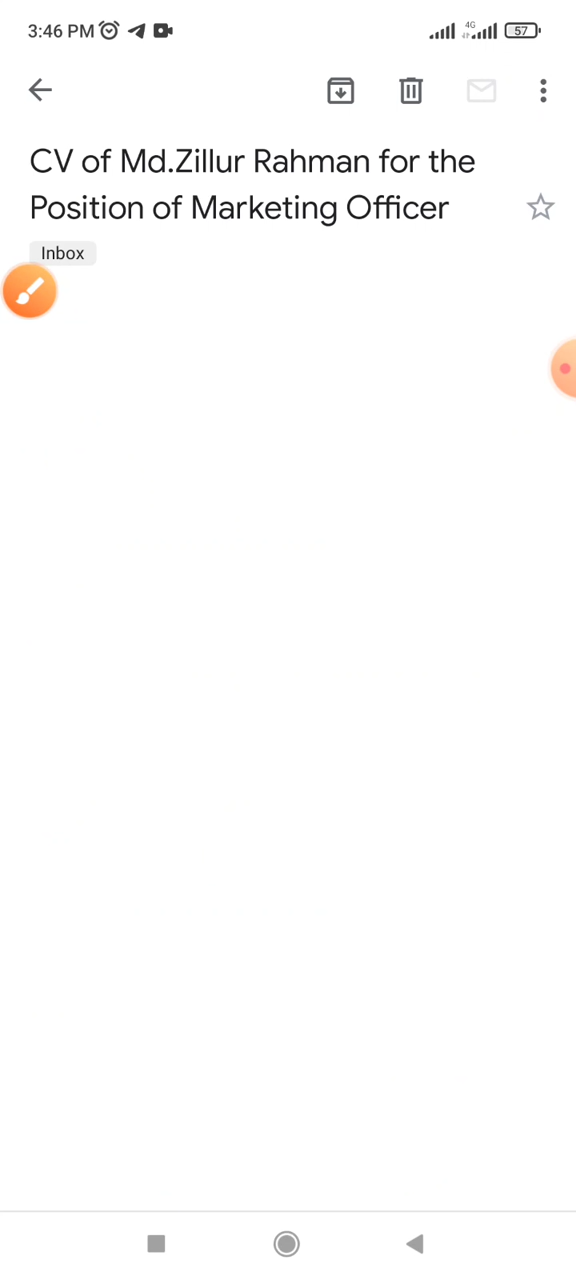 3:46 PM
4G
57
CV of Md.Zillur Rahman for the
Position of Marketing Officer
Inbox